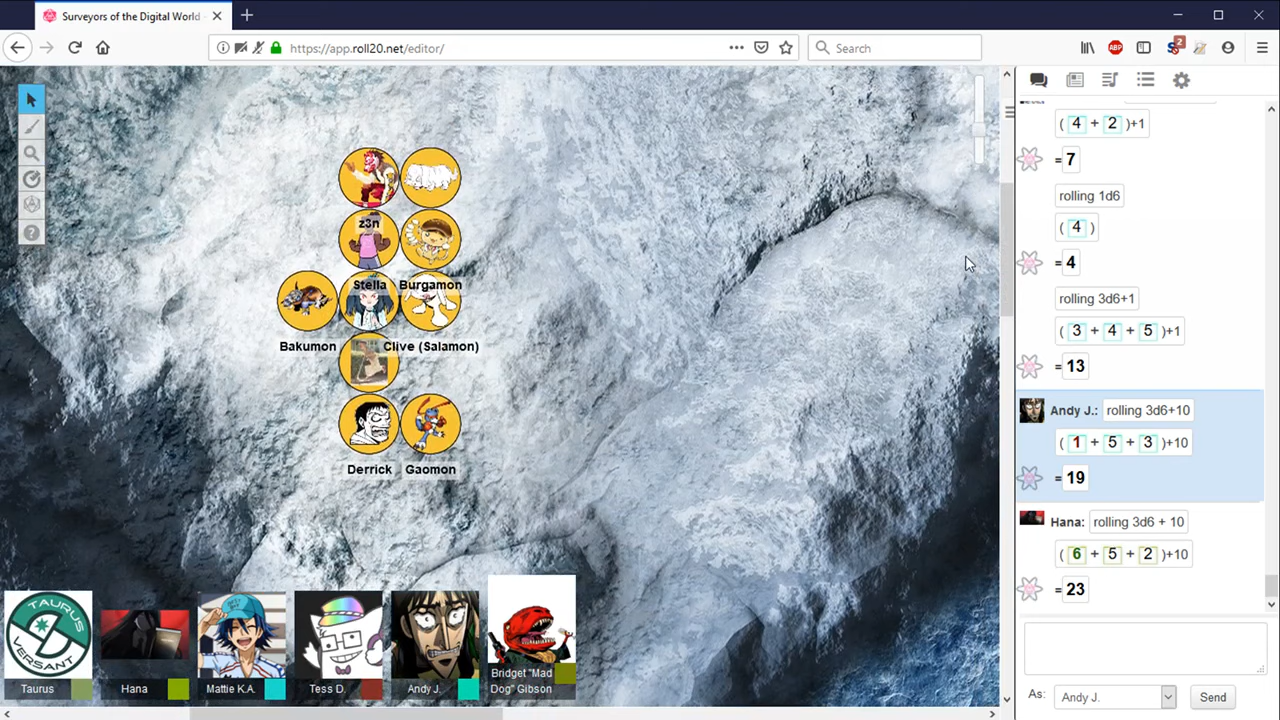 Surveyors of the Digital World
https://app.roll20.net/editor/
Search
ABP
2
z3n
Stella
Burgamon
Bakumon
Clive (Salamon)
Derrick
Gaomon
TAURUS
VERSANT
Taurus
Hana
Mattie K.A.
Tess D.
Andy J.
Bridget "Mad
Dog" Gibson
( 4 + 2 )+1
= 7
rolling 1d6
( 4 )
= 4
rolling 3d6+1
( 3 + 4 + 5 )+1
= 13
Andy J.: rolling 3d6+10
( 1 + 5 + 3 )+10
= 19
Hana: rolling 3d6 + 10
( 6 + 5 + 2 )+10
= 23
As: Andy J.
Send